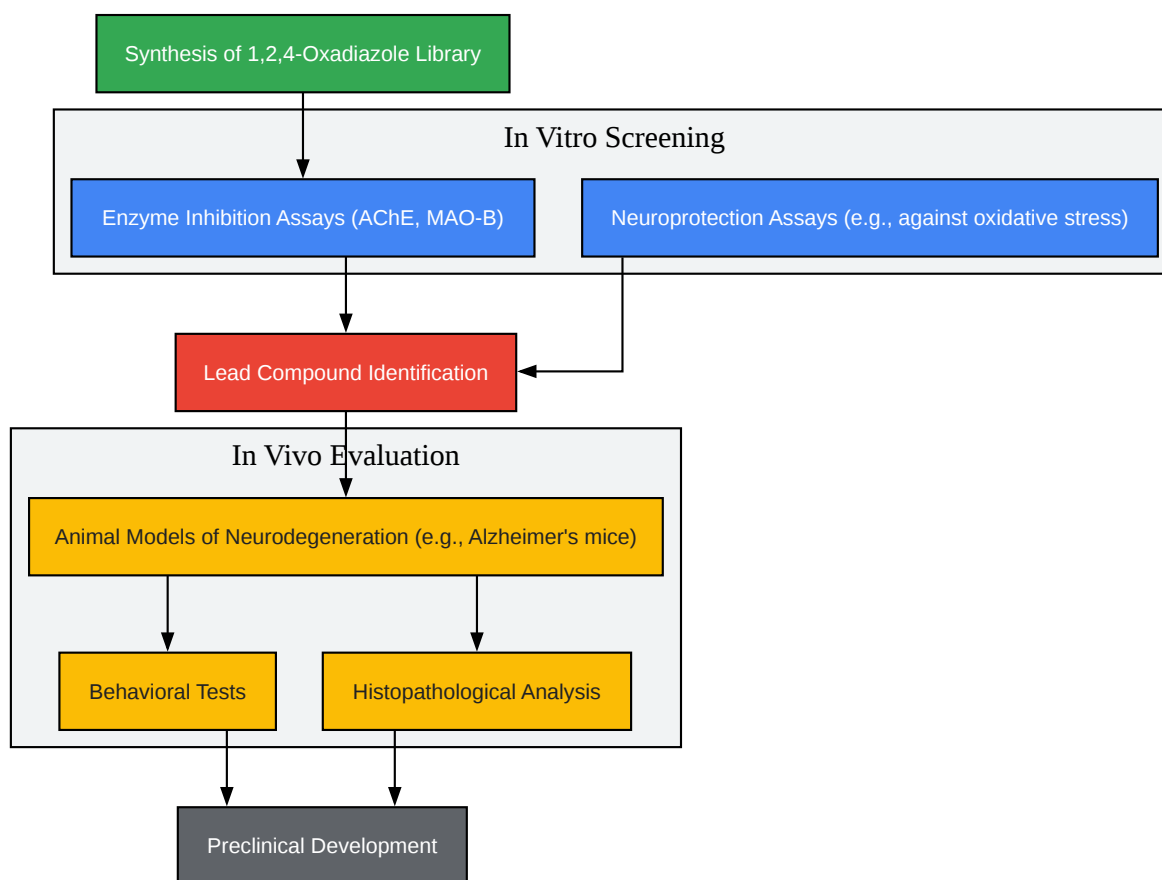 Synthesis of 1,2,4-Oxadiazole Library
In Vitro Screening
Enzyme Inhibition Assays (AChE, MAO-B)
Neuroprotection Assays (e.g., against oxidative stress)
Lead Compound Identification
In Vivo Evaluation
Animal Models of Neurodegeneration (e.g., Alzheimer's mice)
Behavioral Tests
Histopathological Analysis
Preclinical Development